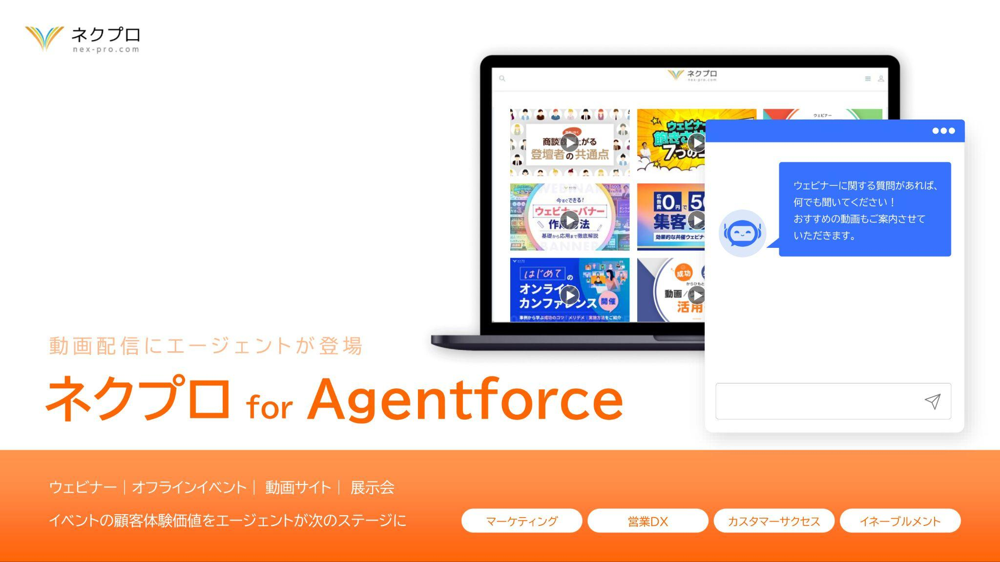 ネクプロ
nex-pro.com
ネクプロ
nex-pro.com
商談数 上がる
登壇者の共通点
ウェビナー
飽きさせ
7つの
ウェビナー
今すぐできる!
ウェビナーバナー
作成方法
基礎から応用まで徹底解説
WEBINAR
BANNER
広告費0円で50
集客す
効果的な共催ウェビナ
はじめての
オンライン
カンファレンス
開催
事例から学ぶ成功のコツ|メリデメ|実施方法をご紹介
成功
からひもと
動画/ウ
活用
ウェビナーに関する質問があれば、
何でも聞いてください!
おすすめの動画もご案内させて
いただきます。
動画配信にエージェントが登場
ネクプロ for Agentforce
ウェビナー|オフラインイベント| 動画サイト| 展示会
イベントの顧客体験価値をエージェントが次のステージに
マーケティング
営業DX
カスタマーサクセス
イネーブルメント